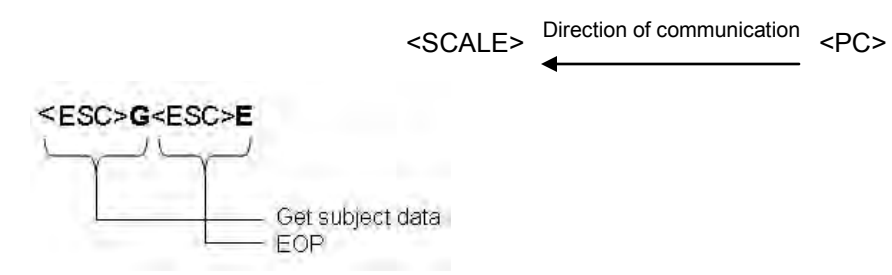 <SCALE> Direction of communication <PC>
<ESC>G<ESC>E
Get subject data
EOP